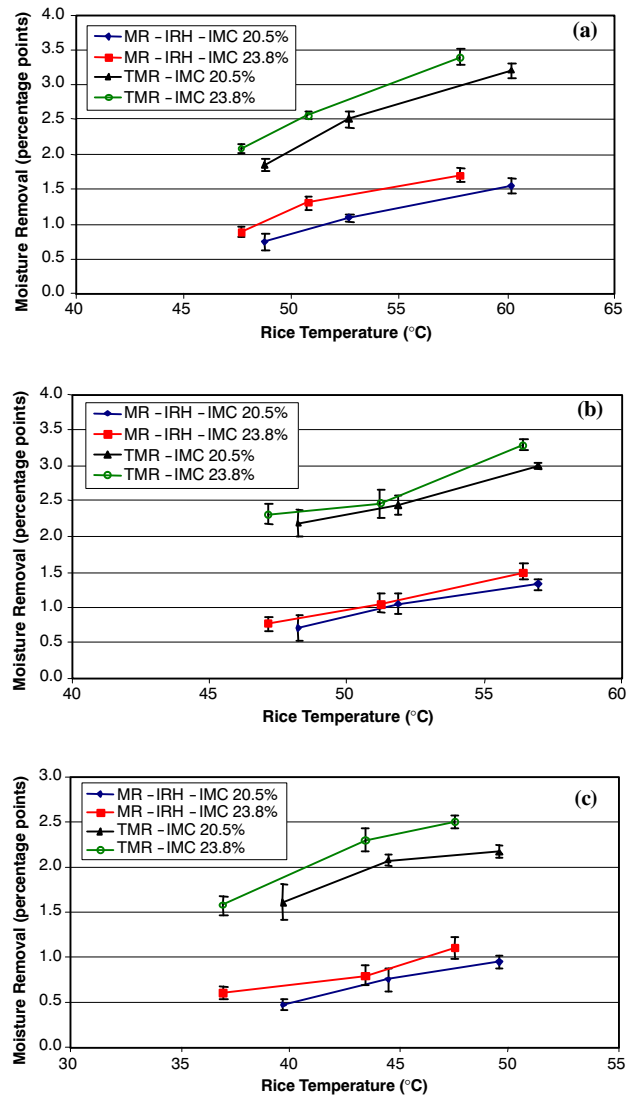 (a)
MR – IRH – IMC 20.5%
MR – IRH – IMC 23.8%
TMR – IMC 20.5%
TMR – IMC 23.8%
Moisture Removal (percentage points)
4.0
3.5
3.0
2.5
2.0
1.5
1.0
0.5
0.0
40 45 50 55 60 65
Rice Temperature (°C)
(b)
MR – IRH – IMC 20.5%
MR – IRH – IMC 23.8%
TMR – IMC 20.5%
TMR – IMC 23.8%
Moisture Removal (percentage points)
4.0
3.5
3.0
2.5
2.0
1.5
1.0
0.5
0.0
40 45 50 55 60
Rice Temperature (°C)
(c)
MR – IRH – IMC 20.5%
MR – IRH – IMC 23.8%
TMR – IMC 20.5%
TMR – IMC 23.8%
Moisture Removal (percentage points)
3.0
2.5
2.0
1.5
1.0
0.5
0.0
30 35 40 45 50 55
Rice Temperature (°C)